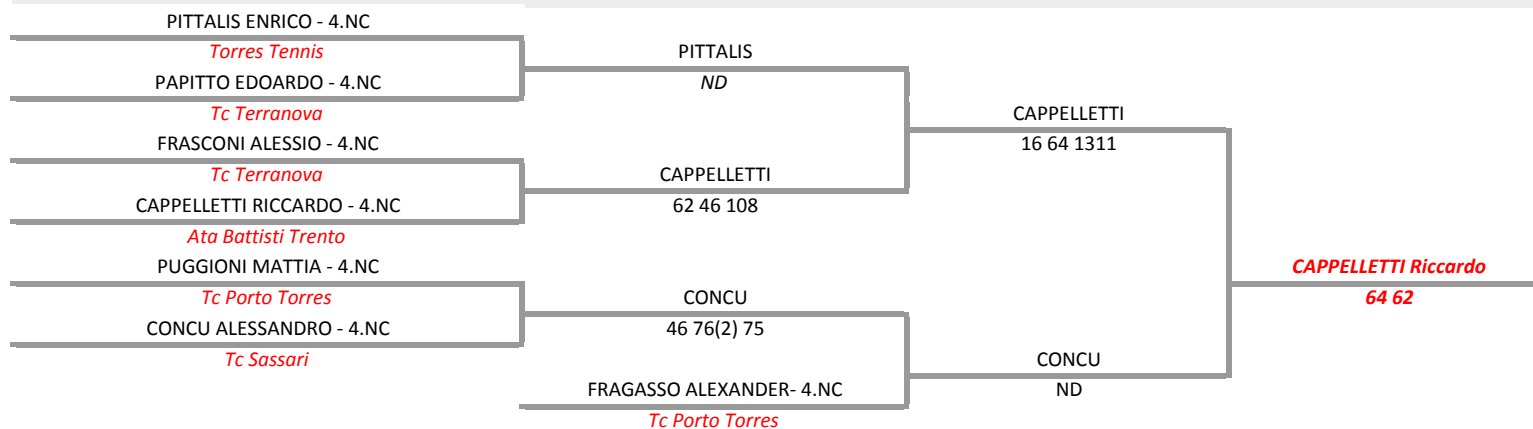 PITTALIS ENRICO - 4.NC
Torres Tennis
PITTALIS
PAPITTO EDOARDO - 4.NC
ND
Tc Terranova
CAPPELLETTI
FRASCONI ALESSIO - 4.NC
16 64 1311
Tc Terranova
CAPPELLETTI
CAPPELLETTI RICCARDO - 4.NC
62 46 108
Ata Battisti Trento
PUGGIONI MATTIA - 4.NC
CAPPELLETTI Riccardo
Tc Porto Torres
CONCU
64 62
CONCU ALESSANDRO - 4.NC
46 76(2) 75
Tc Sassari
CONCU
FRAGASSO ALEXANDER- 4.NC
ND
Tc Porto Torres